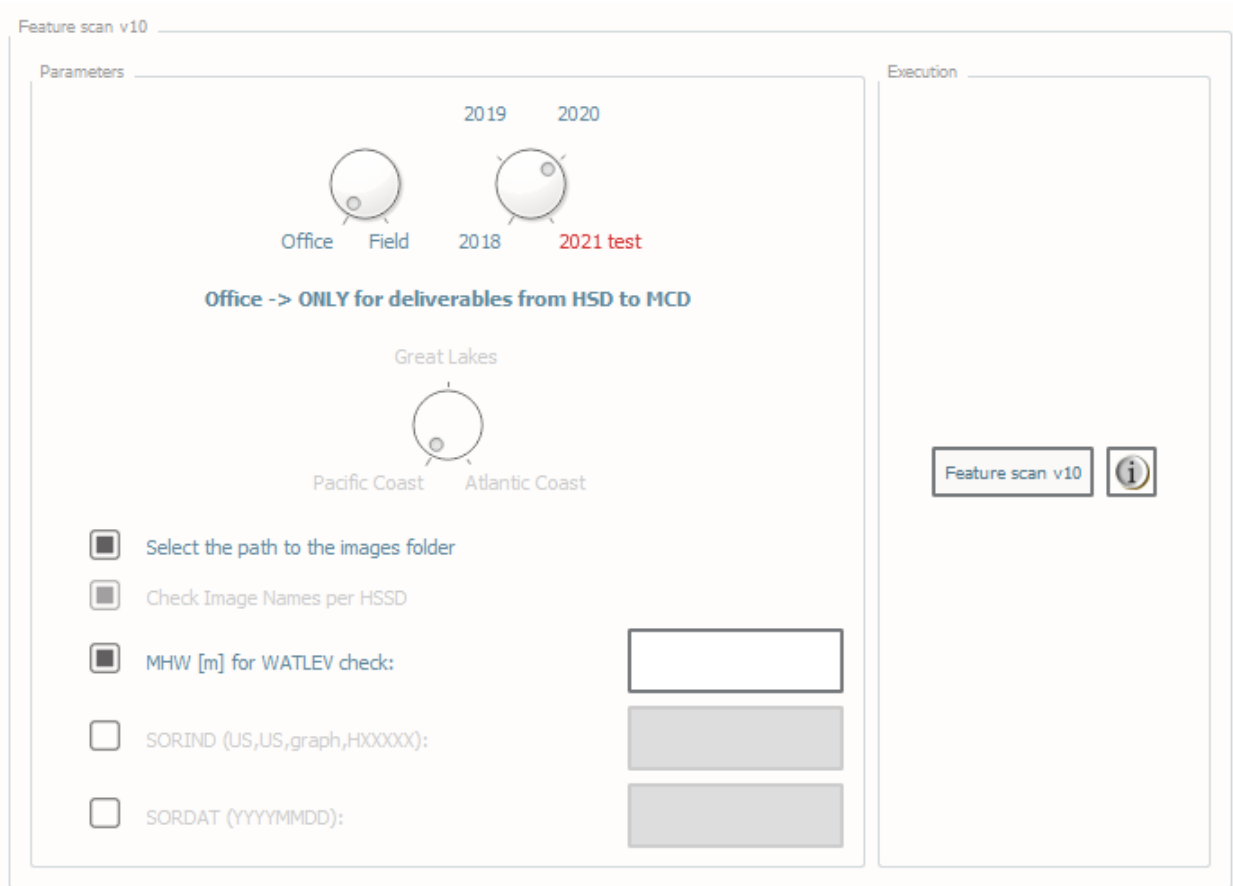 Feature scan v10
Parameters
Execution
2019 2020
Office Field 2018 2021 test
Office -> ONLY for deliverables from HSD to MCD
Great Lakes
Pacific Coast Atlantic Coast
Feature scan v10 i
Select the path to the images folder
Check Image Names per HSSD
MHW [m] for WATLEV check:
SORIND (US,US,graph,HXXXXX):
SORDAT (YYYYMMDD):